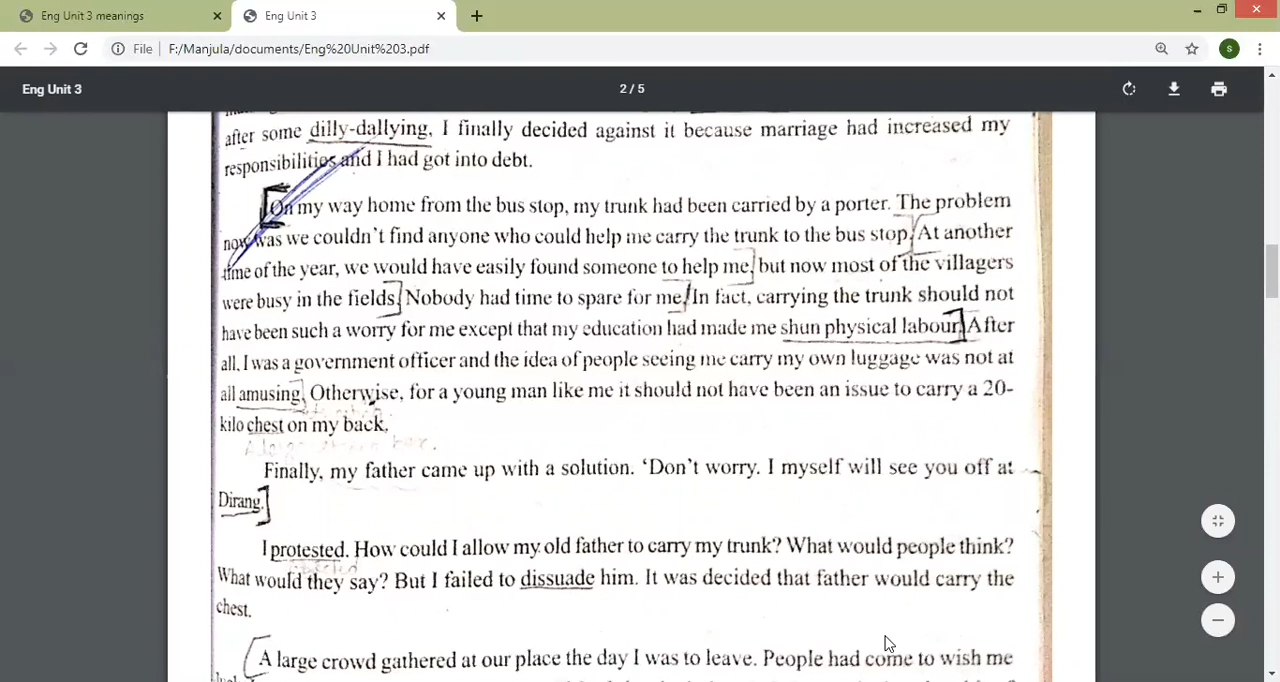 Eng Unit 3 meanings
Eng Unit 3
File
F:/Manjula/documents/Eng%20Unit%203.pdf
s
Eng Unit 3
2 / 5
after some dilly-dallying, I finally decided against it because marriage had increased my
responsibilities and I had got into debt.
On my way home from the bus stop, my trunk had been carried by a porter. The problem
now was we couldn't find anyone who could help me carry the trunk to the bus stop. At another
time of the year, we would have easily found someone to help me, but now most of the villagers
were busy in the fields. Nobody had time to spare for me. In fact, carrying the trunk should not
have been such a worry for me except that my education had made me shun physical labour. After
all, I was a government officer and the idea of people seeing me carry my own luggage was not at
all amusing. Otherwise, for a young man like me it should not have been an issue to carry a 20-
kilo chest on my back.
Finally, my father came up with a solution. 'Don't worry. I myself will see you off at
Dirang.'
I protested. How could I allow my old father to carry my trunk? What would people think?
What would they say? But I failed to dissuade him. It was decided that father would carry the
chest.
A large crowd gathered at our place the day I was to leave. People had come to wish me